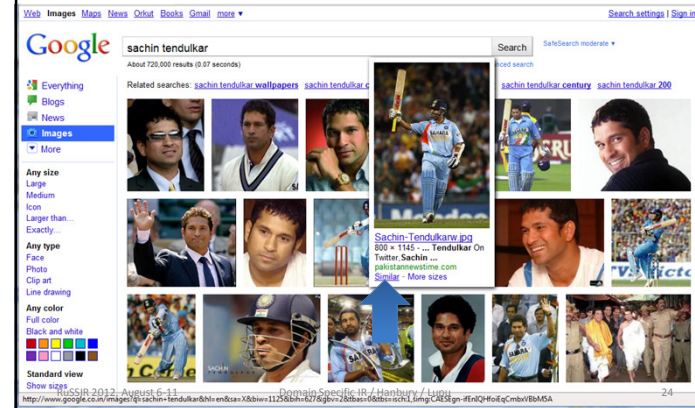 Web Images Maps News Orkut Books Gmail more ▼
Search settings | Sign in
Google
sachin tendulkar
Search
SafeSearch moderate ▼
About 720,000 results (0.07 seconds)
Everything
Blogs
News
Images
More
Related searches: sachin tendulkar wallpapers sachin tendulkar
sachin tendulkar century sachin tendulkar 200
Any size
Large
Medium
Icon
Larger than...
Exactly...
Any type
Face
Photo
Clip art
Line drawing
Any color
Full color
Black and white
Standard view
Show sizes
SAHARA
Sachin-Tendulkarw.jpg
800 × 1145 - ... Tendulkar On
Twitter,Sachin ...
pakistannewstime.com
Similar - More sizes
RuSSIR 2012, August 6-11
Domain Specific IR / Hanbury / Lupu
24